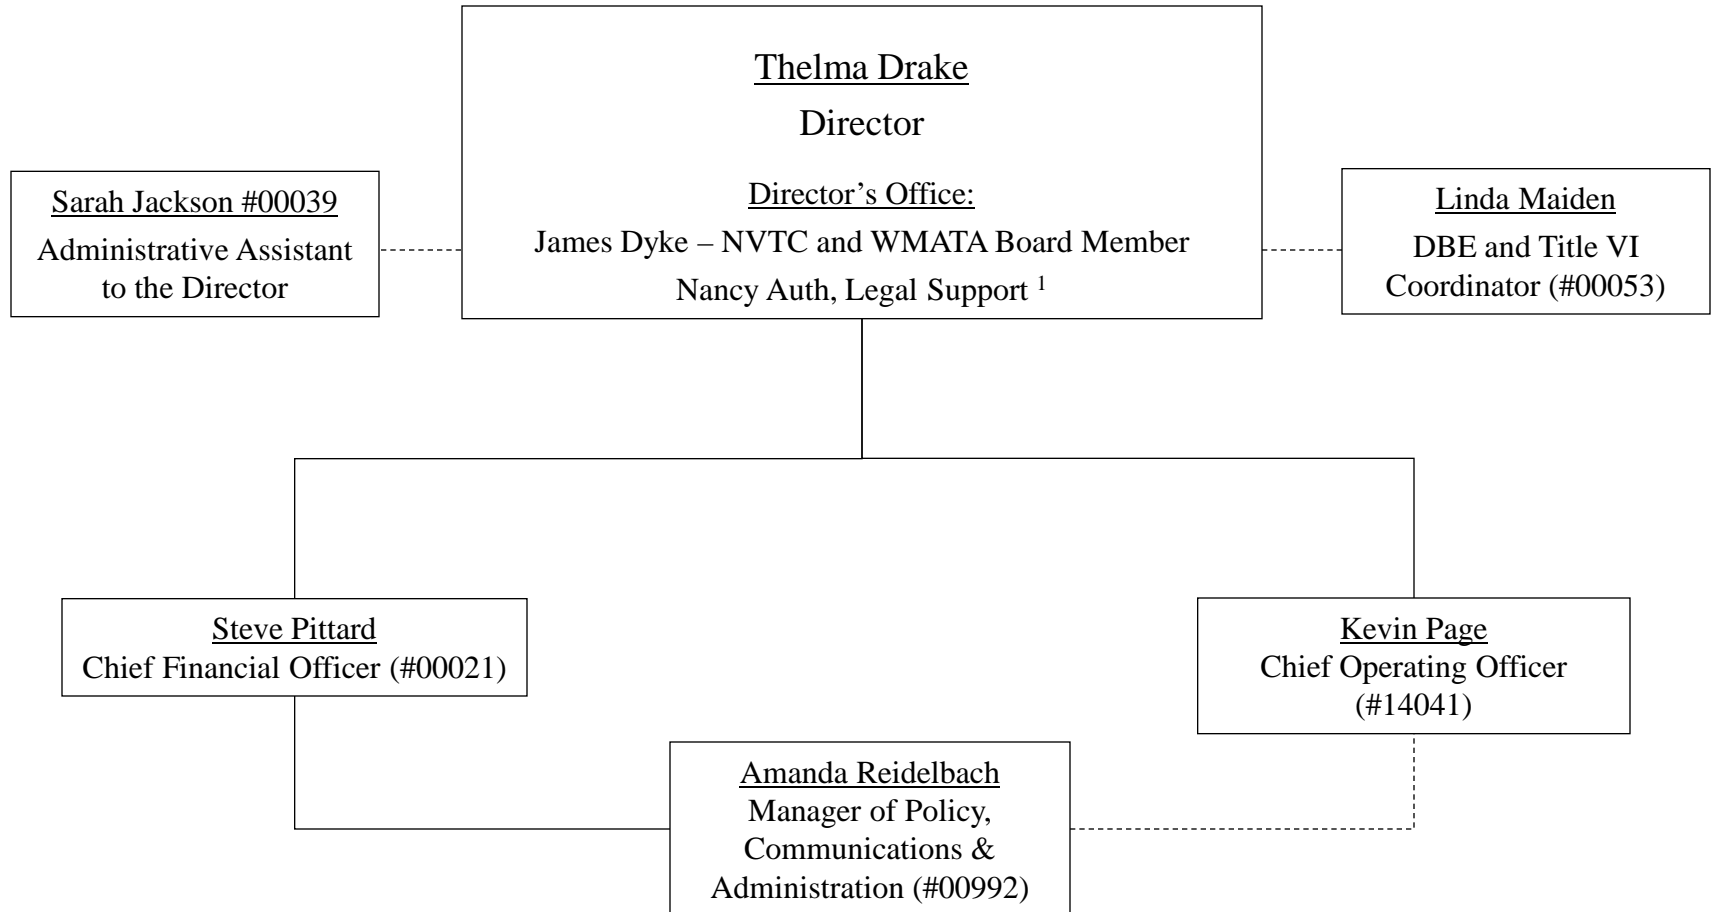 Thelma Drake
Director
Director’s Office:
James Dyke – NVTC and WMATA Board Member
Nancy Auth, Legal Support 1
Sarah Jackson #00039
Administrative Assistant
to the Director
Linda Maiden
DBE and Title VI
Coordinator (#00053)
Steve Pittard
Chief Financial Officer (#00021)
Kevin Page
Chief Operating Officer
(#14041)
Amanda Reidelbach
Manager of Policy,
Communications &
Administration (#00992)